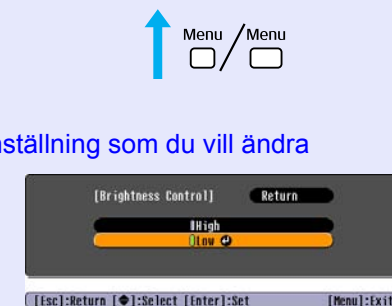 Menu / Menu
nställning som du vill ändra
[Brightness Control] Return
High
Low
[Esc]:Return [◆]:Select [Enter]:Set [Menu]:Exit